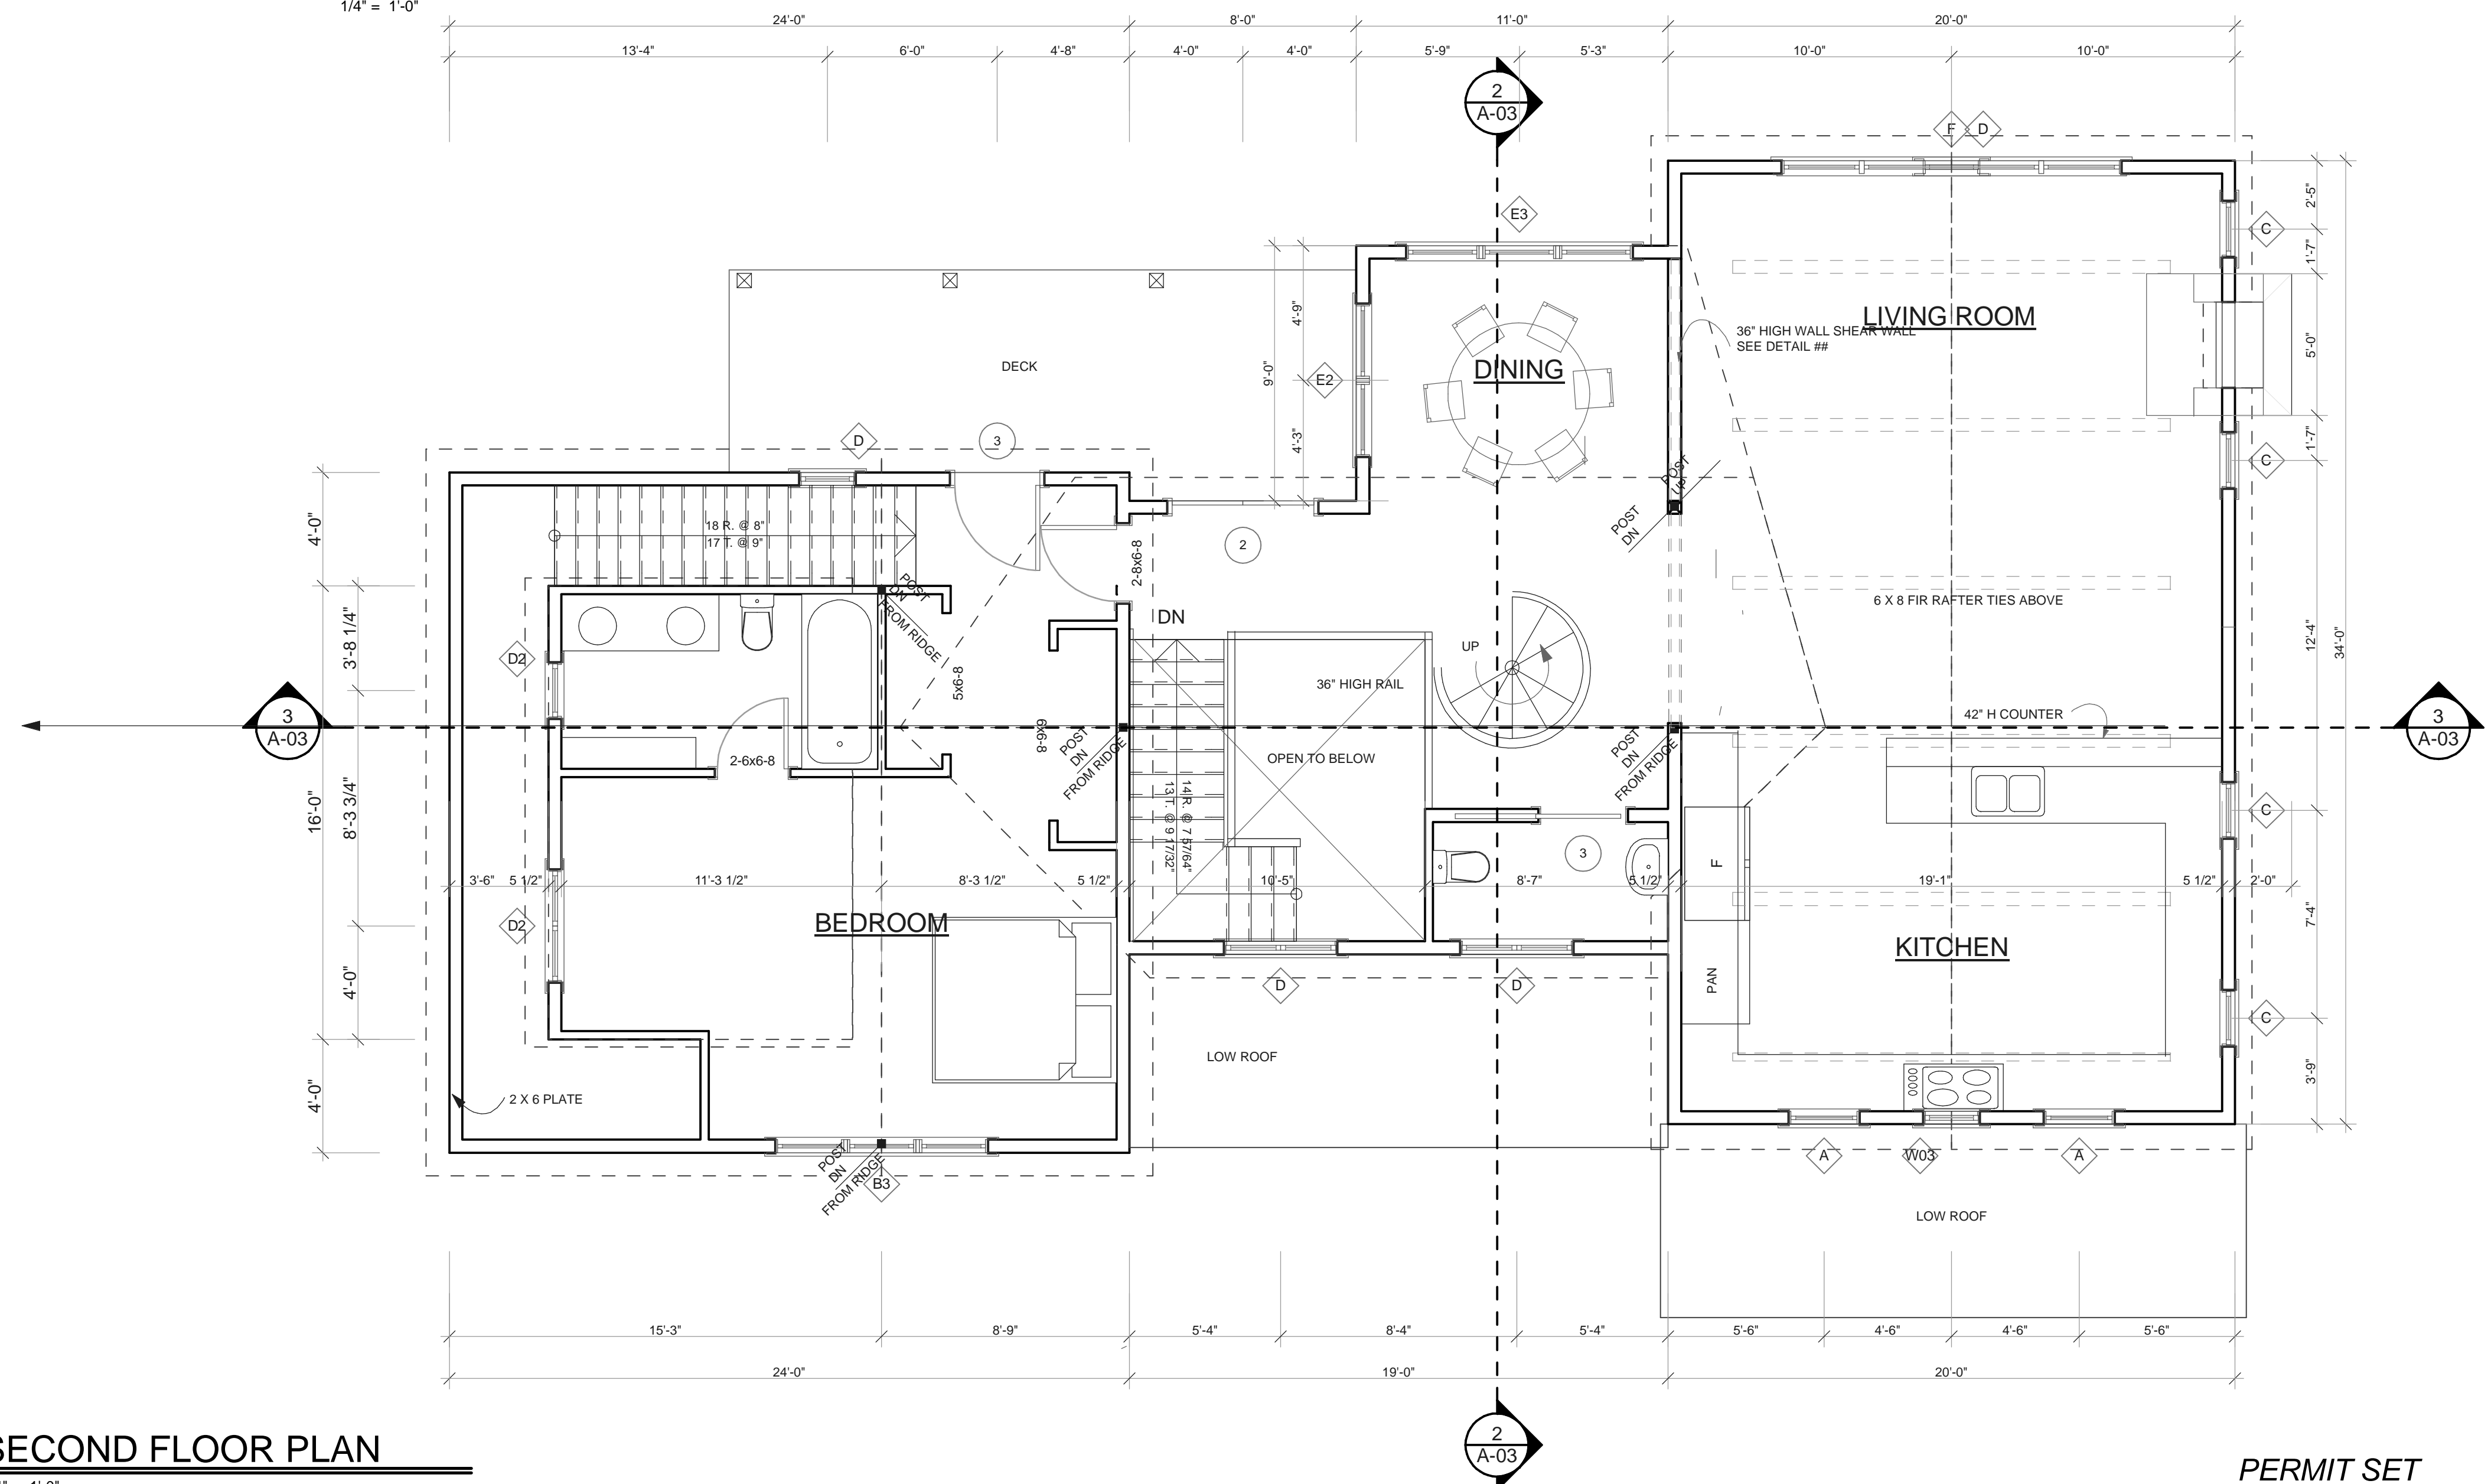 1/4" = 1'-0"
24'-0"
8'-0"
11'-0"
20'-0"
13'-4"
6'-0"
4'-8"
4'-0"
4'-0"
5'-9"
5'-3"
10'-0"
10'-0"
2
A-03
F
D
E3
C
2'-5"
1'-7"
5'-0"
1'-7"
12'-4"
34'-0"
7'-4"
3'-9"
LIVING ROOM
36" HIGH WALL SHEAR WALL
SEE DETAIL ##
DINING
4'-9"
9'-0"
4'-3"
E2
DECK
D
3
C
POST
UP
POST
DN
4'-0"
18 R. @ 8"
17 T. @ 9"
2
2-8x6-8
DN
UP
6 X 8 FIR RAFTER TIES ABOVE
POST
DN
FROM RIDGE
3'-8 1/4"
D2
5x6-8
6x6-8
36" HIGH RAIL
42" H COUNTER
3
A-03
3
A-03
POST
DN
FROM RIDGE
POST
DN
FROM RIDGE
2-6x6-8
OPEN TO BELOW
16'-0"
8'-3 3/4"
14 R. @ 7 57/64"
13 T. @ 9 17/32"
C
3
F
3'-6"
5 1/2"
11'-3 1/2"
8'-3 1/2"
5 1/2"
10'-5"
8'-7"
5 1/2"
19'-1"
5 1/2"
2'-0"
BEDROOM
D2
KITCHEN
PAN
4'-0"
D
D
C
LOW ROOF
4'-0"
2 X 6 PLATE
POST
DN
FROM RIDGE
B3
A
W03
A
LOW ROOF
15'-3"
8'-9"
5'-4"
8'-4"
5'-4"
5'-6"
4'-6"
4'-6"
5'-6"
24'-0"
19'-0"
20'-0"
2
A-03
SECOND FLOOR PLAN
PERMIT SET